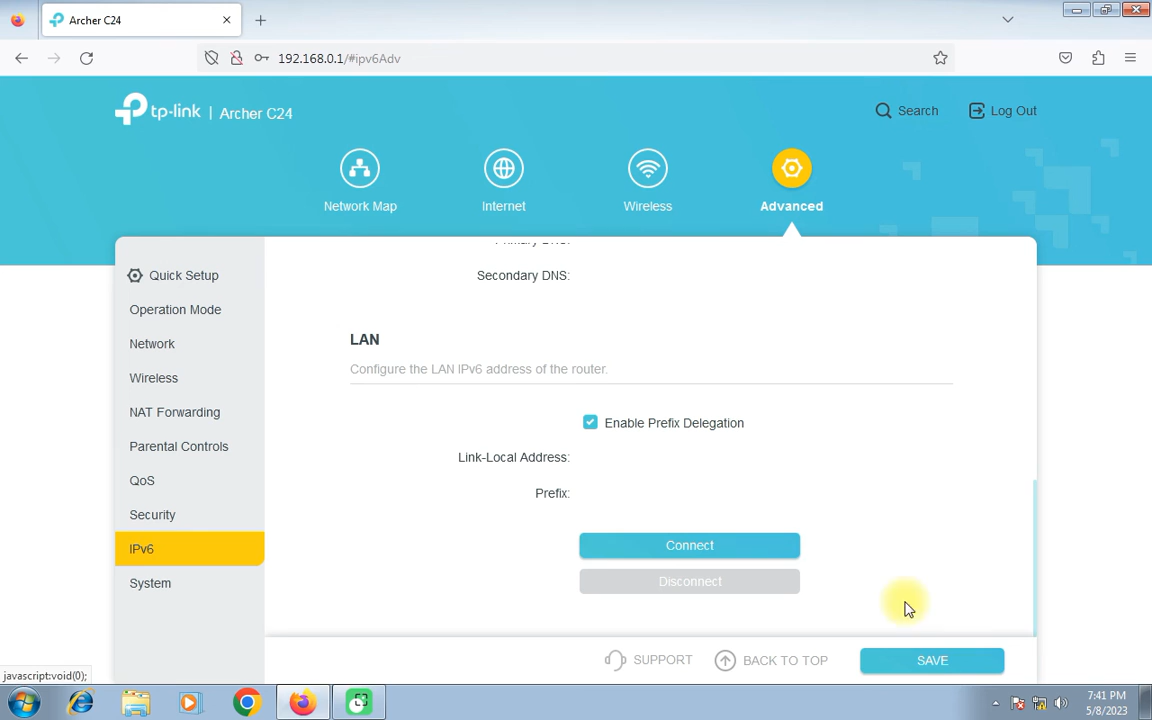 Archer C24
192.168.0.1/#ipv6Adv
tp-link | Archer C24
Search
Log Out
Network Map
Internet
Wireless
Advanced
Quick Setup
Operation Mode
Network
Wireless
NAT Forwarding
Parental Controls
QoS
Security
IPv6
System
Primary DNS:
Secondary DNS:
LAN
Configure the LAN IPv6 address of the router.
Enable Prefix Delegation
Link-Local Address:
Prefix:
Connect
Disconnect
SUPPORT
BACK TO TOP
SAVE
javascript:void(0);
7:41 PM
5/8/2023